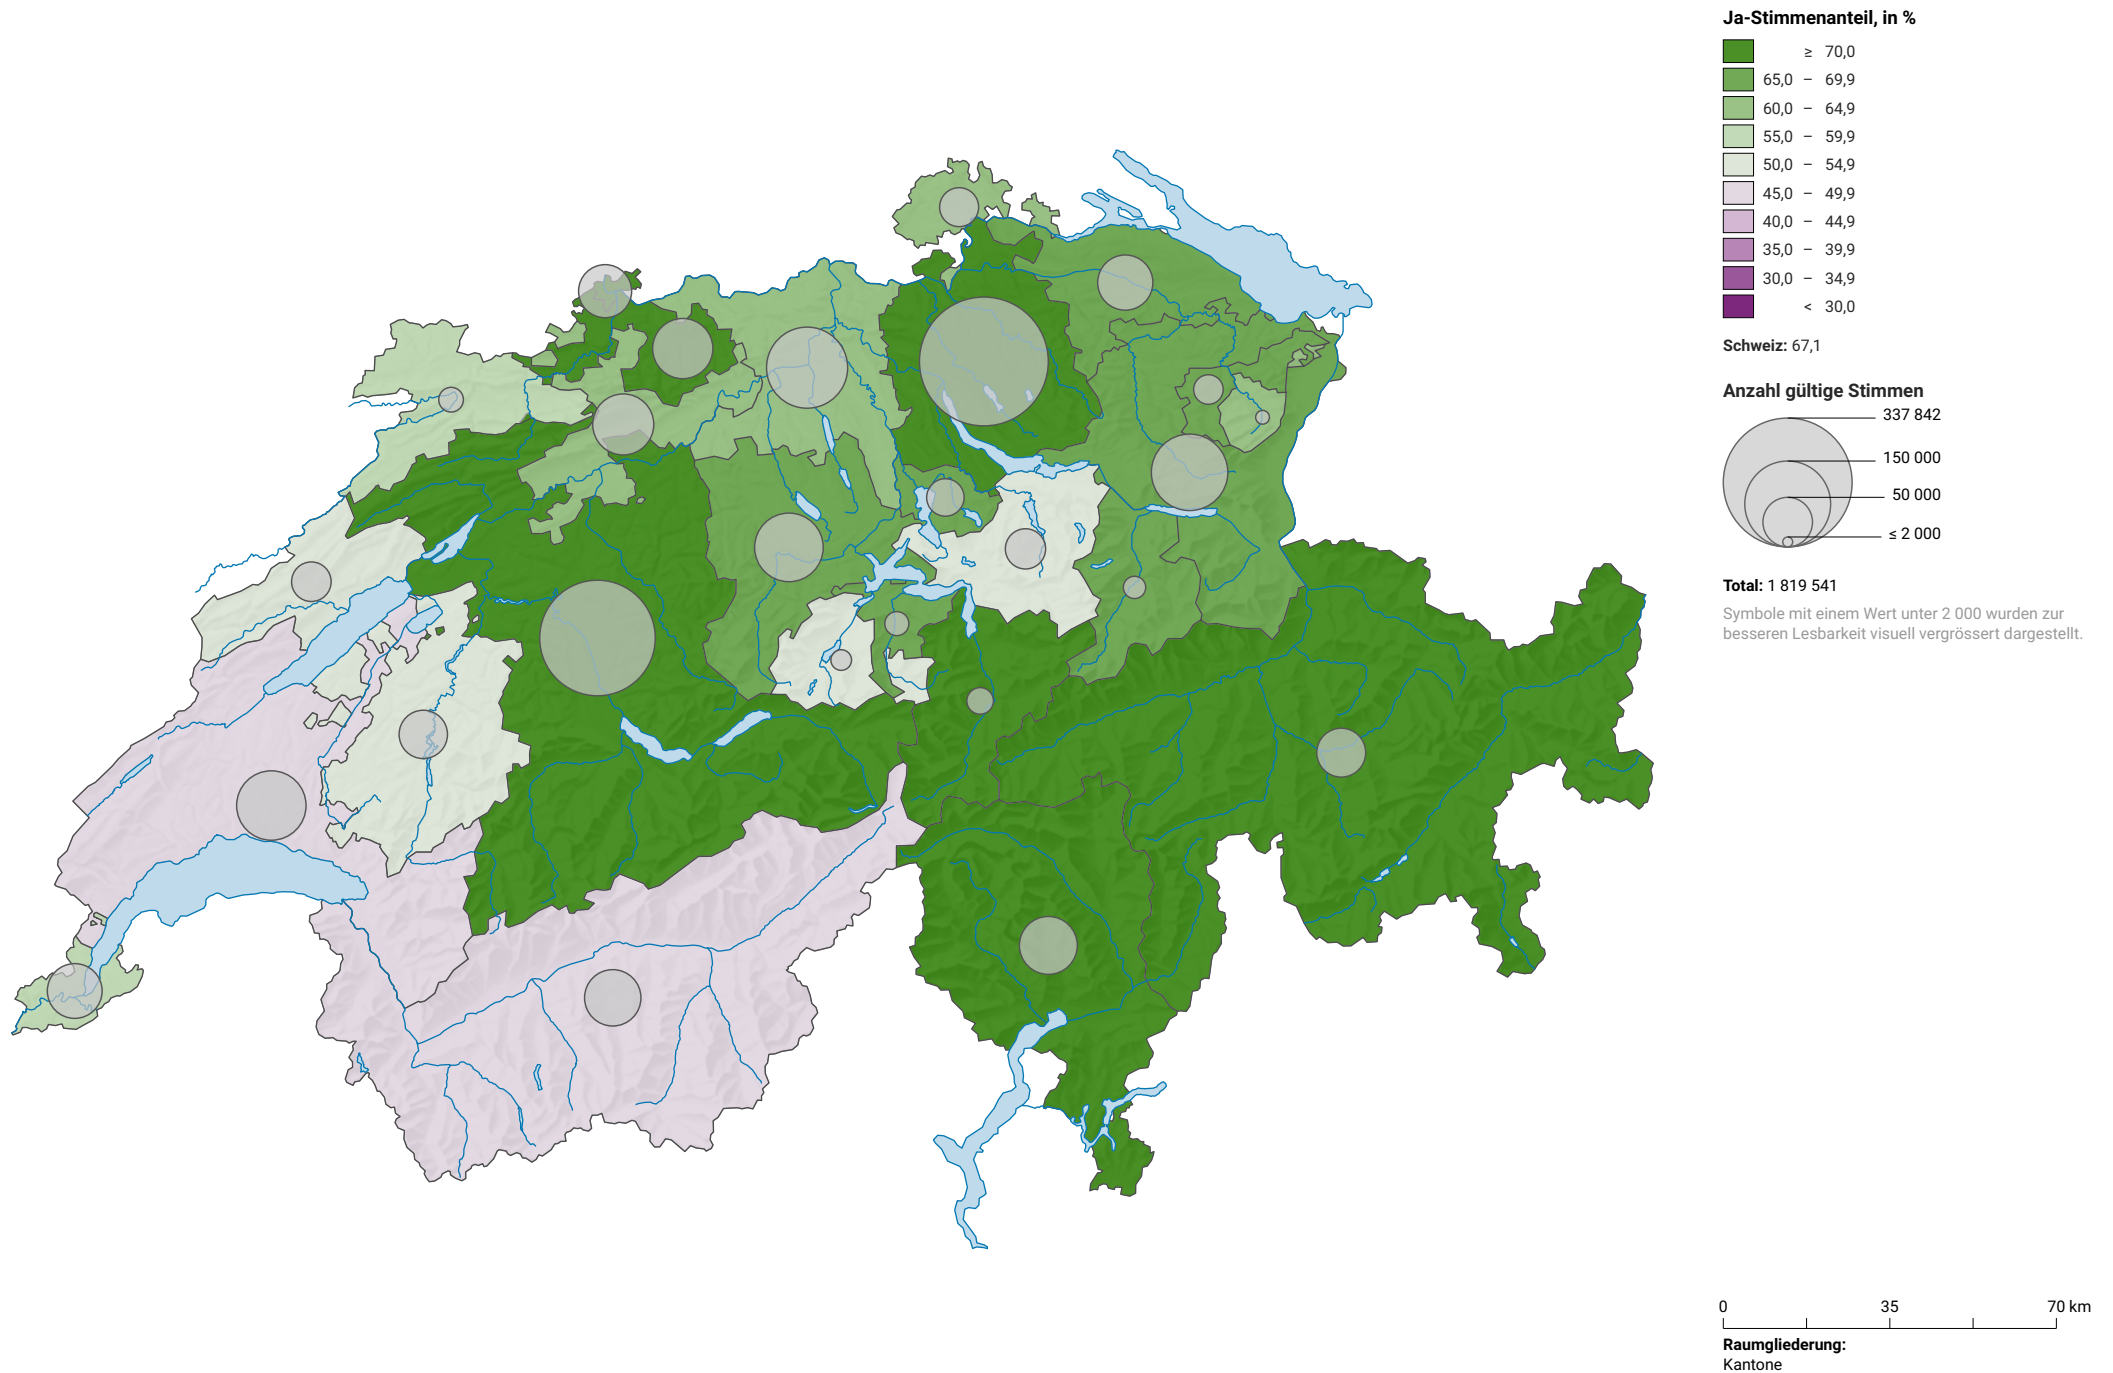 Ja-Stimmenanteil, in %
≥ 70,0
65,0 – 69,9
60,0 – 64,9
55,0 – 59,9
50,0 – 54,9
45,0 – 49,9
40,0 – 44,9
35,0 – 39,9
30,0 – 34,9
< 30,0
Schweiz: 67,1
Anzahl gültige Stimmen
337 842
150 000
50 000
≤ 2 000
Total: 1 819 541
Symbole mit einem Wert unter 2 000 wurden zur
besseren Lesbarkeit visuell vergrössert dargestellt.
0 35 70 km
Raumgliederung:
Kantone